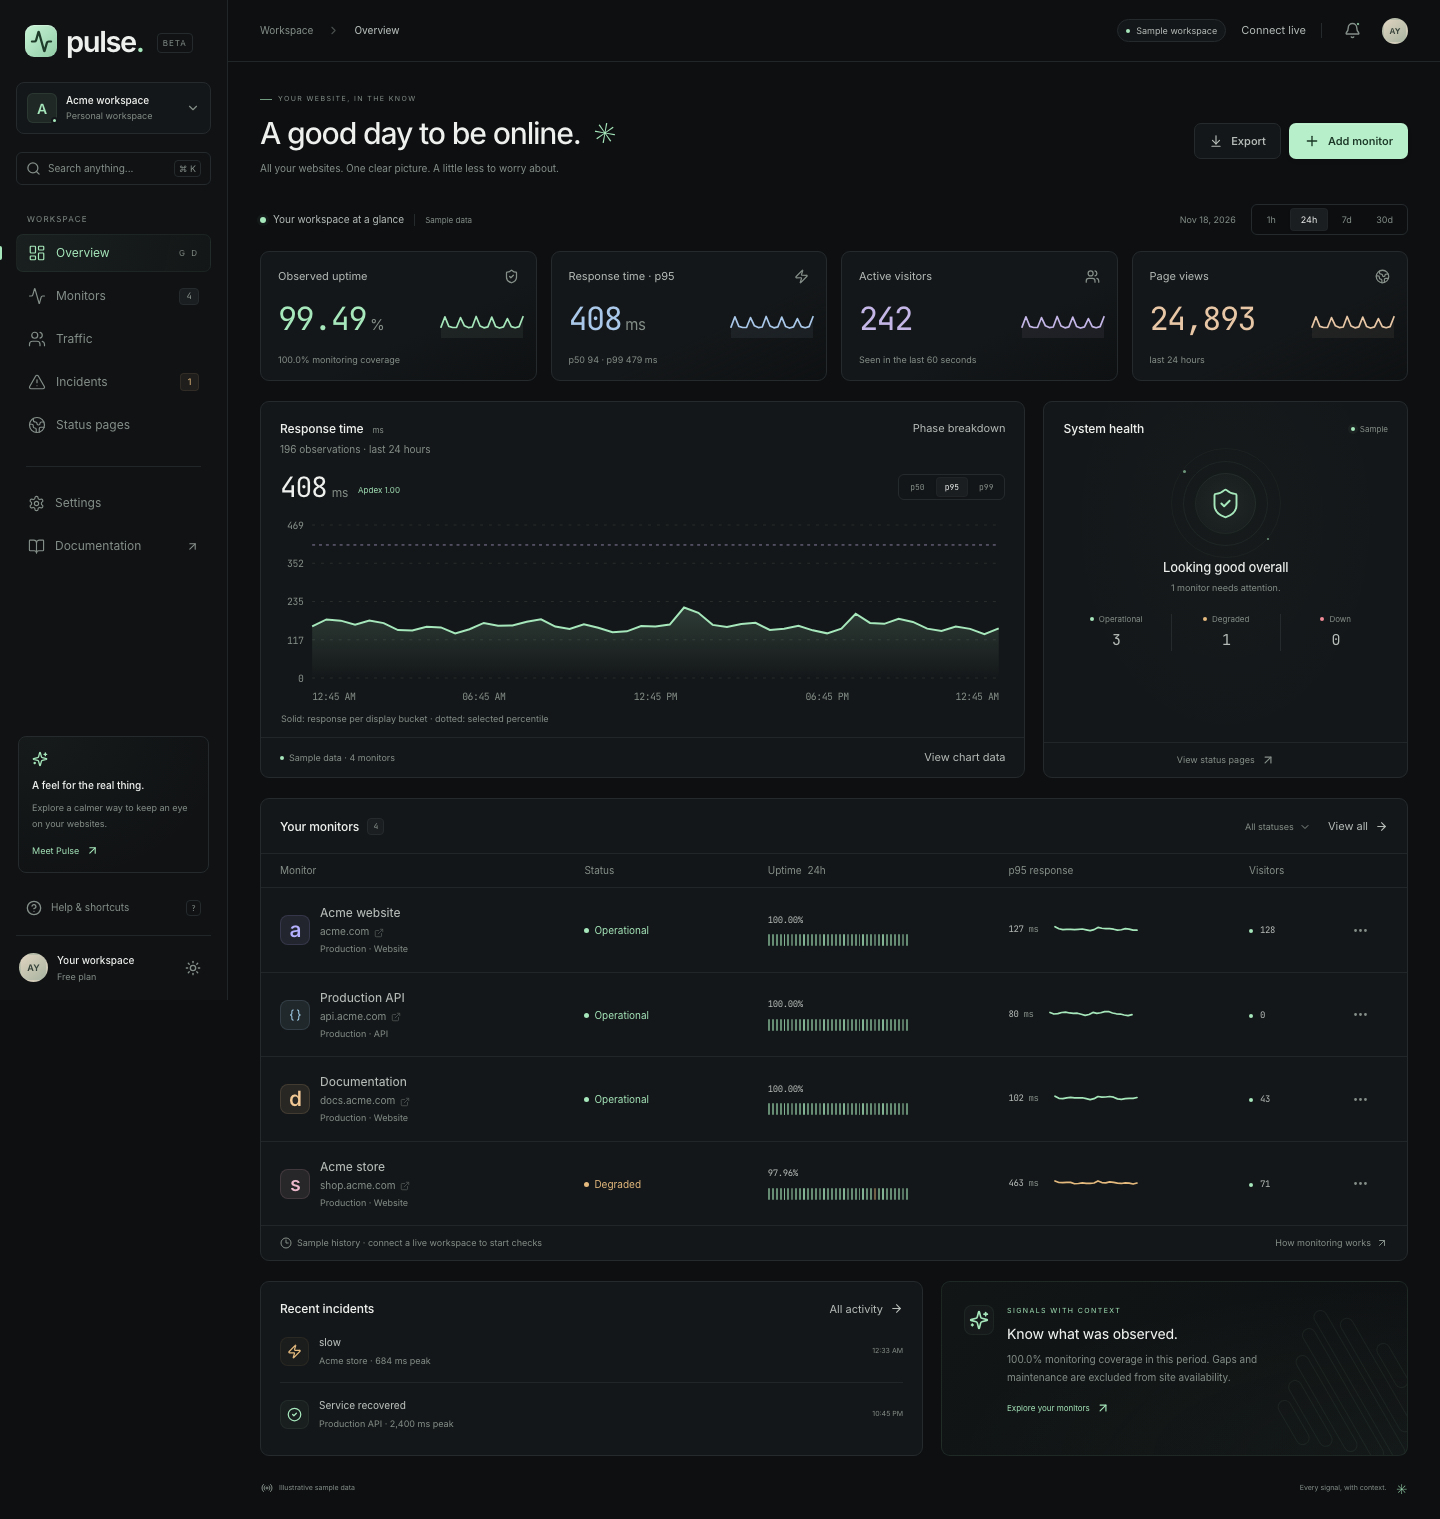 pulse.
BETA
A
Acme workspace
Personal workspace
Search anything...
⌘ K
WORKSPACE
Overview
G D
Monitors
4
Traffic
Incidents
1
Status pages
Settings
Documentation
A feel for the real thing.
Explore a calmer way to keep an eye
on your websites.
Meet Pulse
Help & shortcuts
?
AY
Your workspace
Free plan
Workspace
Overview
Sample workspace
Connect live
AY
YOUR WEBSITE, IN THE KNOW
A good day to be online.
All your websites. One clear picture. A little less to worry about.
Export
Add monitor
Your workspace at a glance
Sample data
Nov 18, 2026
1h
24h
7d
30d
Observed uptime
99.49 %
100.0% monitoring coverage
Response time · p95
408 ms
p50 94 · p99 479 ms
Active visitors
242
Seen in the last 60 seconds
Page views
24,893
last 24 hours
Response time ms
Phase breakdown
196 observations · last 24 hours
408 ms
Apdex 1.00
p50
p95
p99
469
352
235
117
0
12:45 AM
06:45 AM
12:45 PM
06:45 PM
12:45 AM
Solid: response per display bucket · dotted: selected percentile
Sample data · 4 monitors
View chart data
System health
Sample
Looking good overall
1 monitor needs attention.
Operational
3
Degraded
1
Down
0
View status pages
Your monitors
4
All statuses
View all
Monitor
Status
Uptime 24h
p95 response
Visitors
a
Acme website
acme.com
Production · Website
Operational
100.00%
127 ms
128
{}
Production API
api.acme.com
Production · API
Operational
100.00%
80 ms
0
d
Documentation
docs.acme.com
Production · Website
Operational
100.00%
102 ms
43
s
Acme store
shop.acme.com
Production · Website
Degraded
97.96%
463 ms
71
Sample history · connect a live workspace to start checks
How monitoring works
Recent incidents
All activity
slow
Acme store · 684 ms peak
12:33 AM
Service recovered
Production API · 2,400 ms peak
10:45 PM
SIGNALS WITH CONTEXT
Know what was observed.
100.0% monitoring coverage in this period. Gaps and
maintenance are excluded from site availability.
Explore your monitors
Illustrative sample data
Every signal, with context.